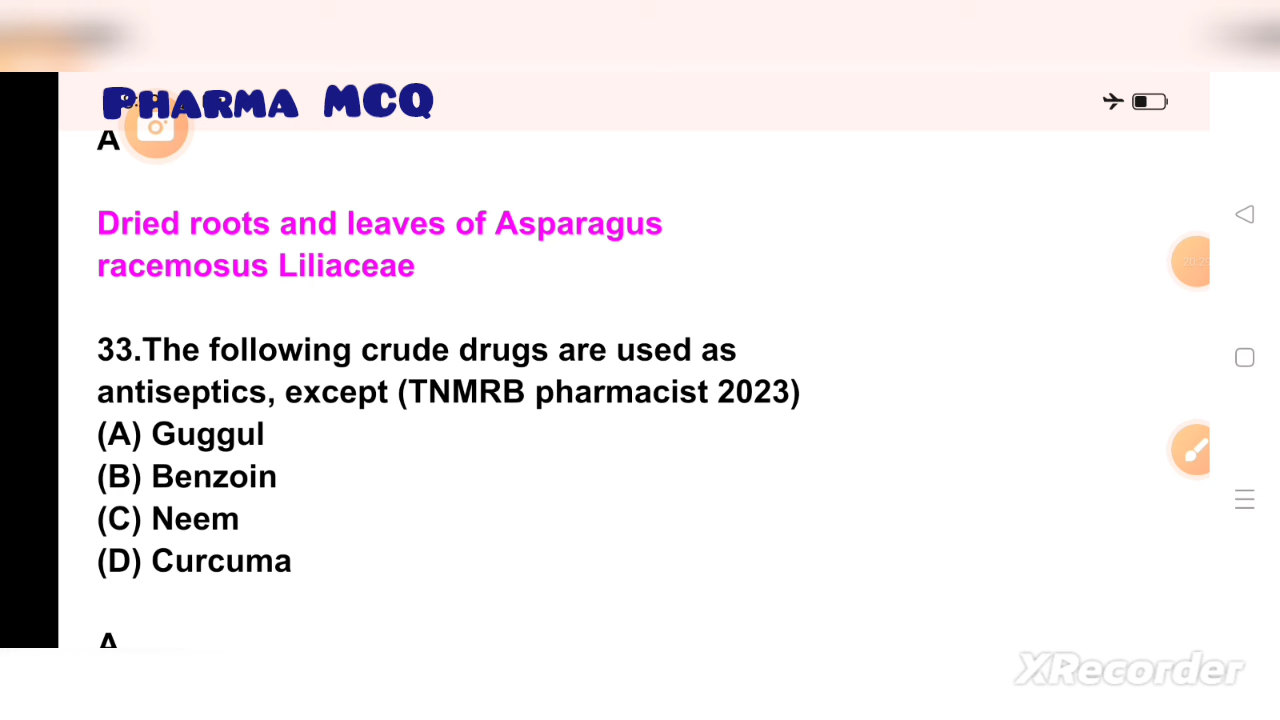 PHARMA MCQ
A
Dried roots and leaves of Asparagus
racemosus Liliaceae
33.The following crude drugs are used as
antiseptics, except (TNMRB pharmacist 2023)
(A) Guggul
(B) Benzoin
(C) Neem
(D) Curcuma
A
XRecorder